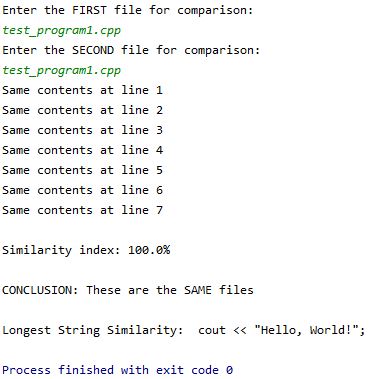 Enter the FIRST file for comparison:
test_program1.cpp
Enter the SECOND file for comparison:
test_program1.cpp
Same contents at line 1
Same contents at line 2
Same contents at line 3
Same contents at line 4
Same contents at line 5
Same contents at line 6
Same contents at line 7
Similarity index: 100.0%
CONCLUSION: These are the SAME files
Longest String Similarity:  cout << "Hello, World!";
Process finished with exit code 0